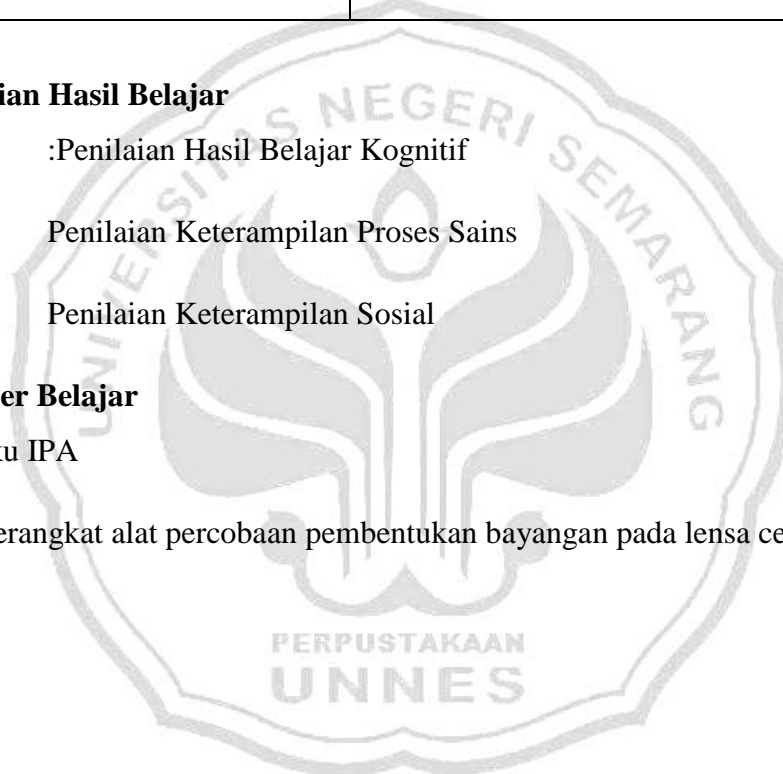 ian Hasil Belajar
:Penilaian Hasil Belajar Kognitif
Penilaian Keterampilan Proses Sains
Penilaian Keterampilan Sosial
er Belajar
u IPA
erangkat alat percobaan pembentukan bayangan pada lensa ce
UNIVERSITAS NEGERI SEMARANG
PERPUSTAKAAN
UNNES